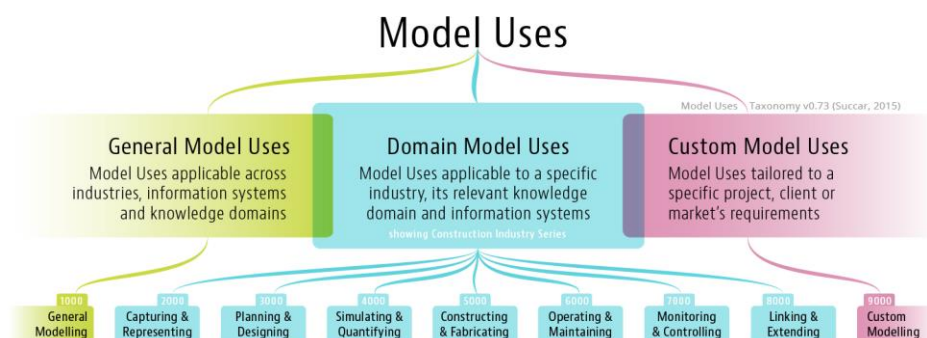 Model Uses
Model Uses Taxonomy v0.73 (Succar, 2015)
General Model Uses
Model Uses applicable across
industries, information systems
and knowledge domains
Domain Model Uses
Model Uses applicable to a specific
industry, its relevant knowledge
domain and information systems
showing Construction Industry Series
Custom Model Uses
Model Uses tailored to a
specific project, client or
market's requirements
1000
General
Modelling
2000
Capturing &
Representing
3000
Planning &
Designing
4000
Simulating &
Quantifying
5000
Constructing
& Fabricating
6000
Operating &
Maintaining
7000
Monitoring
& Controlling
8000
Linking &
Extending
9000
Custom
Modelling